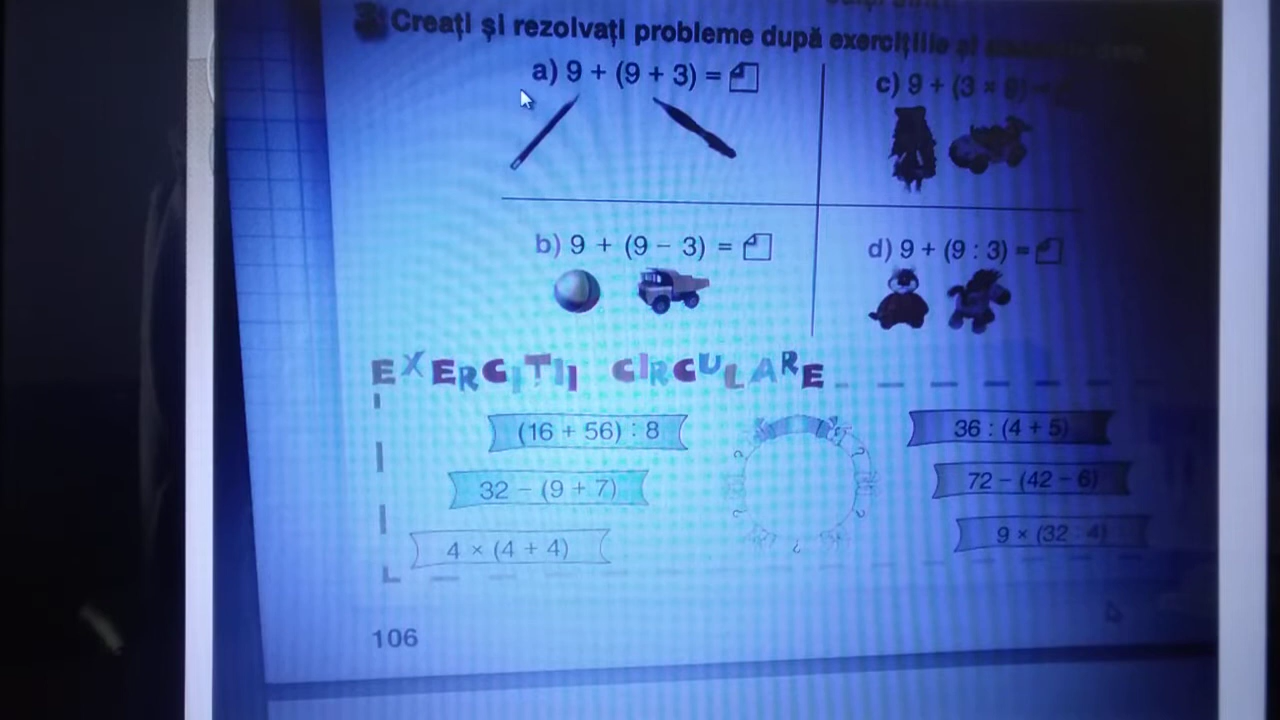 Creați și rezolvați probleme după exercițiile și
a) 9 + (9 + 3) =
c) 9 + (3 × 9) =
b) 9 + (9 – 3) =
d) 9 + (9 : 3) =
EXERCIȚII CIRCULARE
(16 + 56) : 8
36 : (4 + 5)
32 – (9 + 7)
72 – (42 – 6)
4 × (4 + 4)
9 × (32 : 4)
106